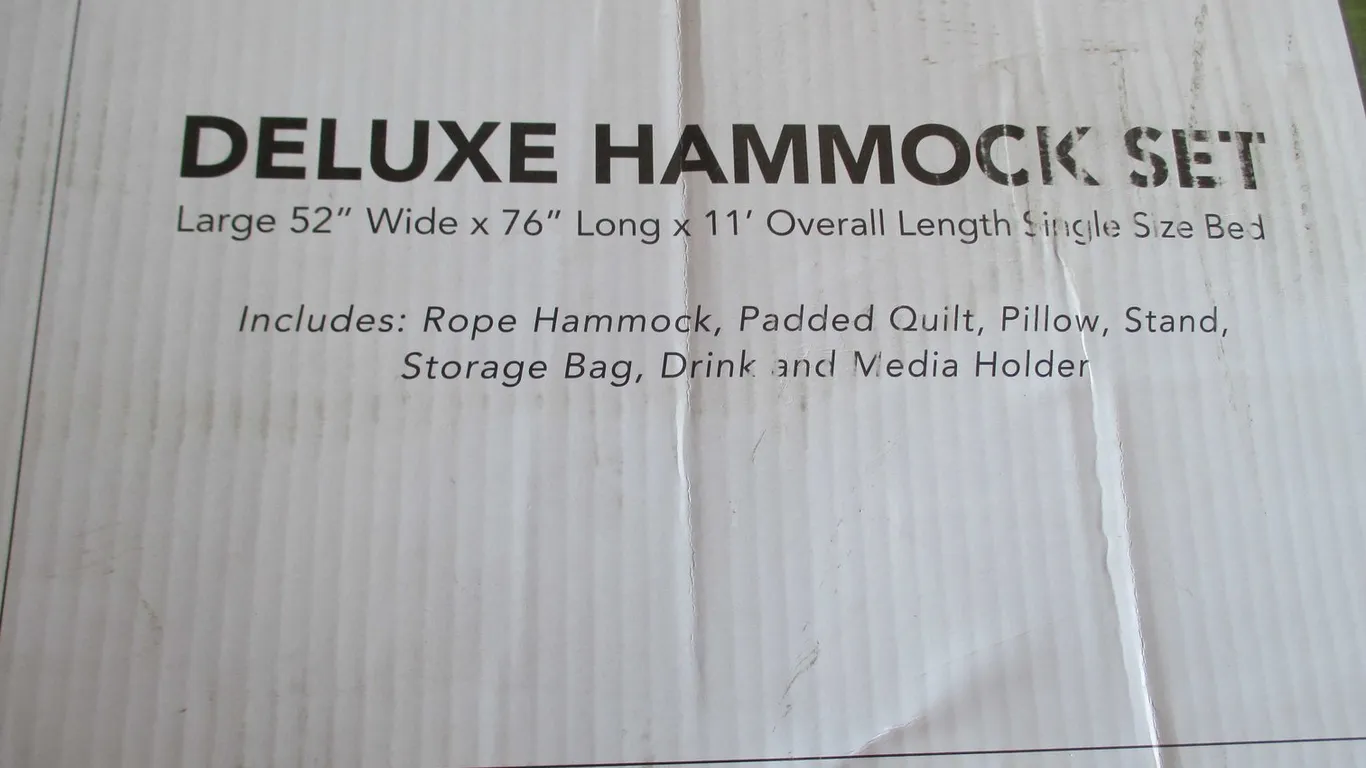 DELUXE HAMMOCK SET
Large 52” Wide x 76” Long x 11’ Overall Length Single Size Bed
Includes: Rope Hammock, Padded Quilt, Pillow, Stand,
Storage Bag, Drink and Media Holder